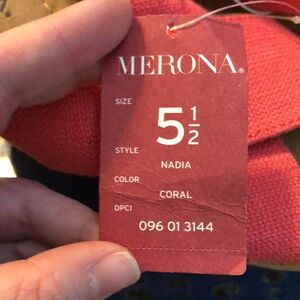 MERONA®
SIZE
5 1/2
STYLE
NADIA
COLOR
CORAL
DPCI
096 01 3144